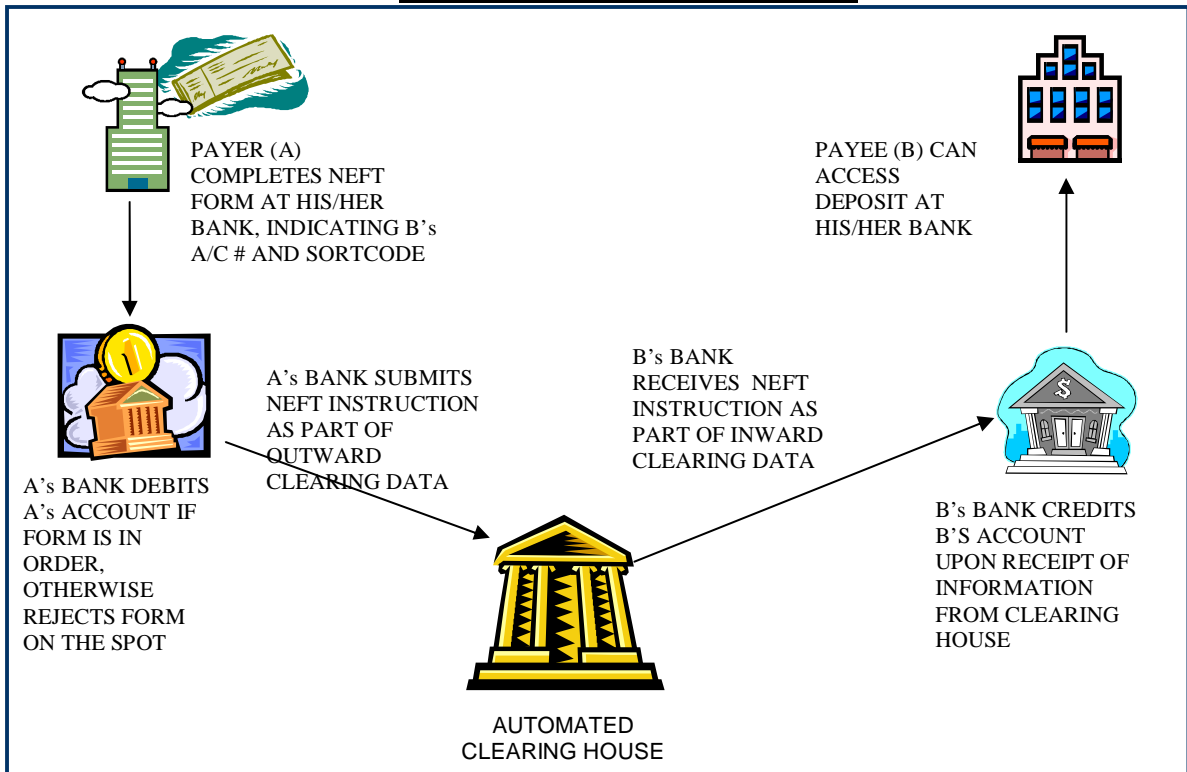 PAYER (A)
COMPLETES NEFT
FORM AT HIS/HER
BANK, INDICATING B's
A/C # AND SORTCODE
PAYEE (B) CAN
ACCESS
DEPOSIT AT
HIS/HER BANK
A's BANK SUBMITS
NEFT INSTRUCTION
AS PART OF
OUTWARD
CLEARING DATA
B's BANK
RECEIVES NEFT
INSTRUCTION AS
PART OF INWARD
CLEARING DATA
A's BANK DEBITS
A's ACCOUNT IF
FORM IS IN
ORDER,
OTHERWISE
REJECTS FORM
ON THE SPOT
$
B's BANK CREDITS
B'S ACCOUNT
UPON RECEIPT OF
INFORMATION
FROM CLEARING
HOUSE
AUTOMATED
CLEARING HOUSE